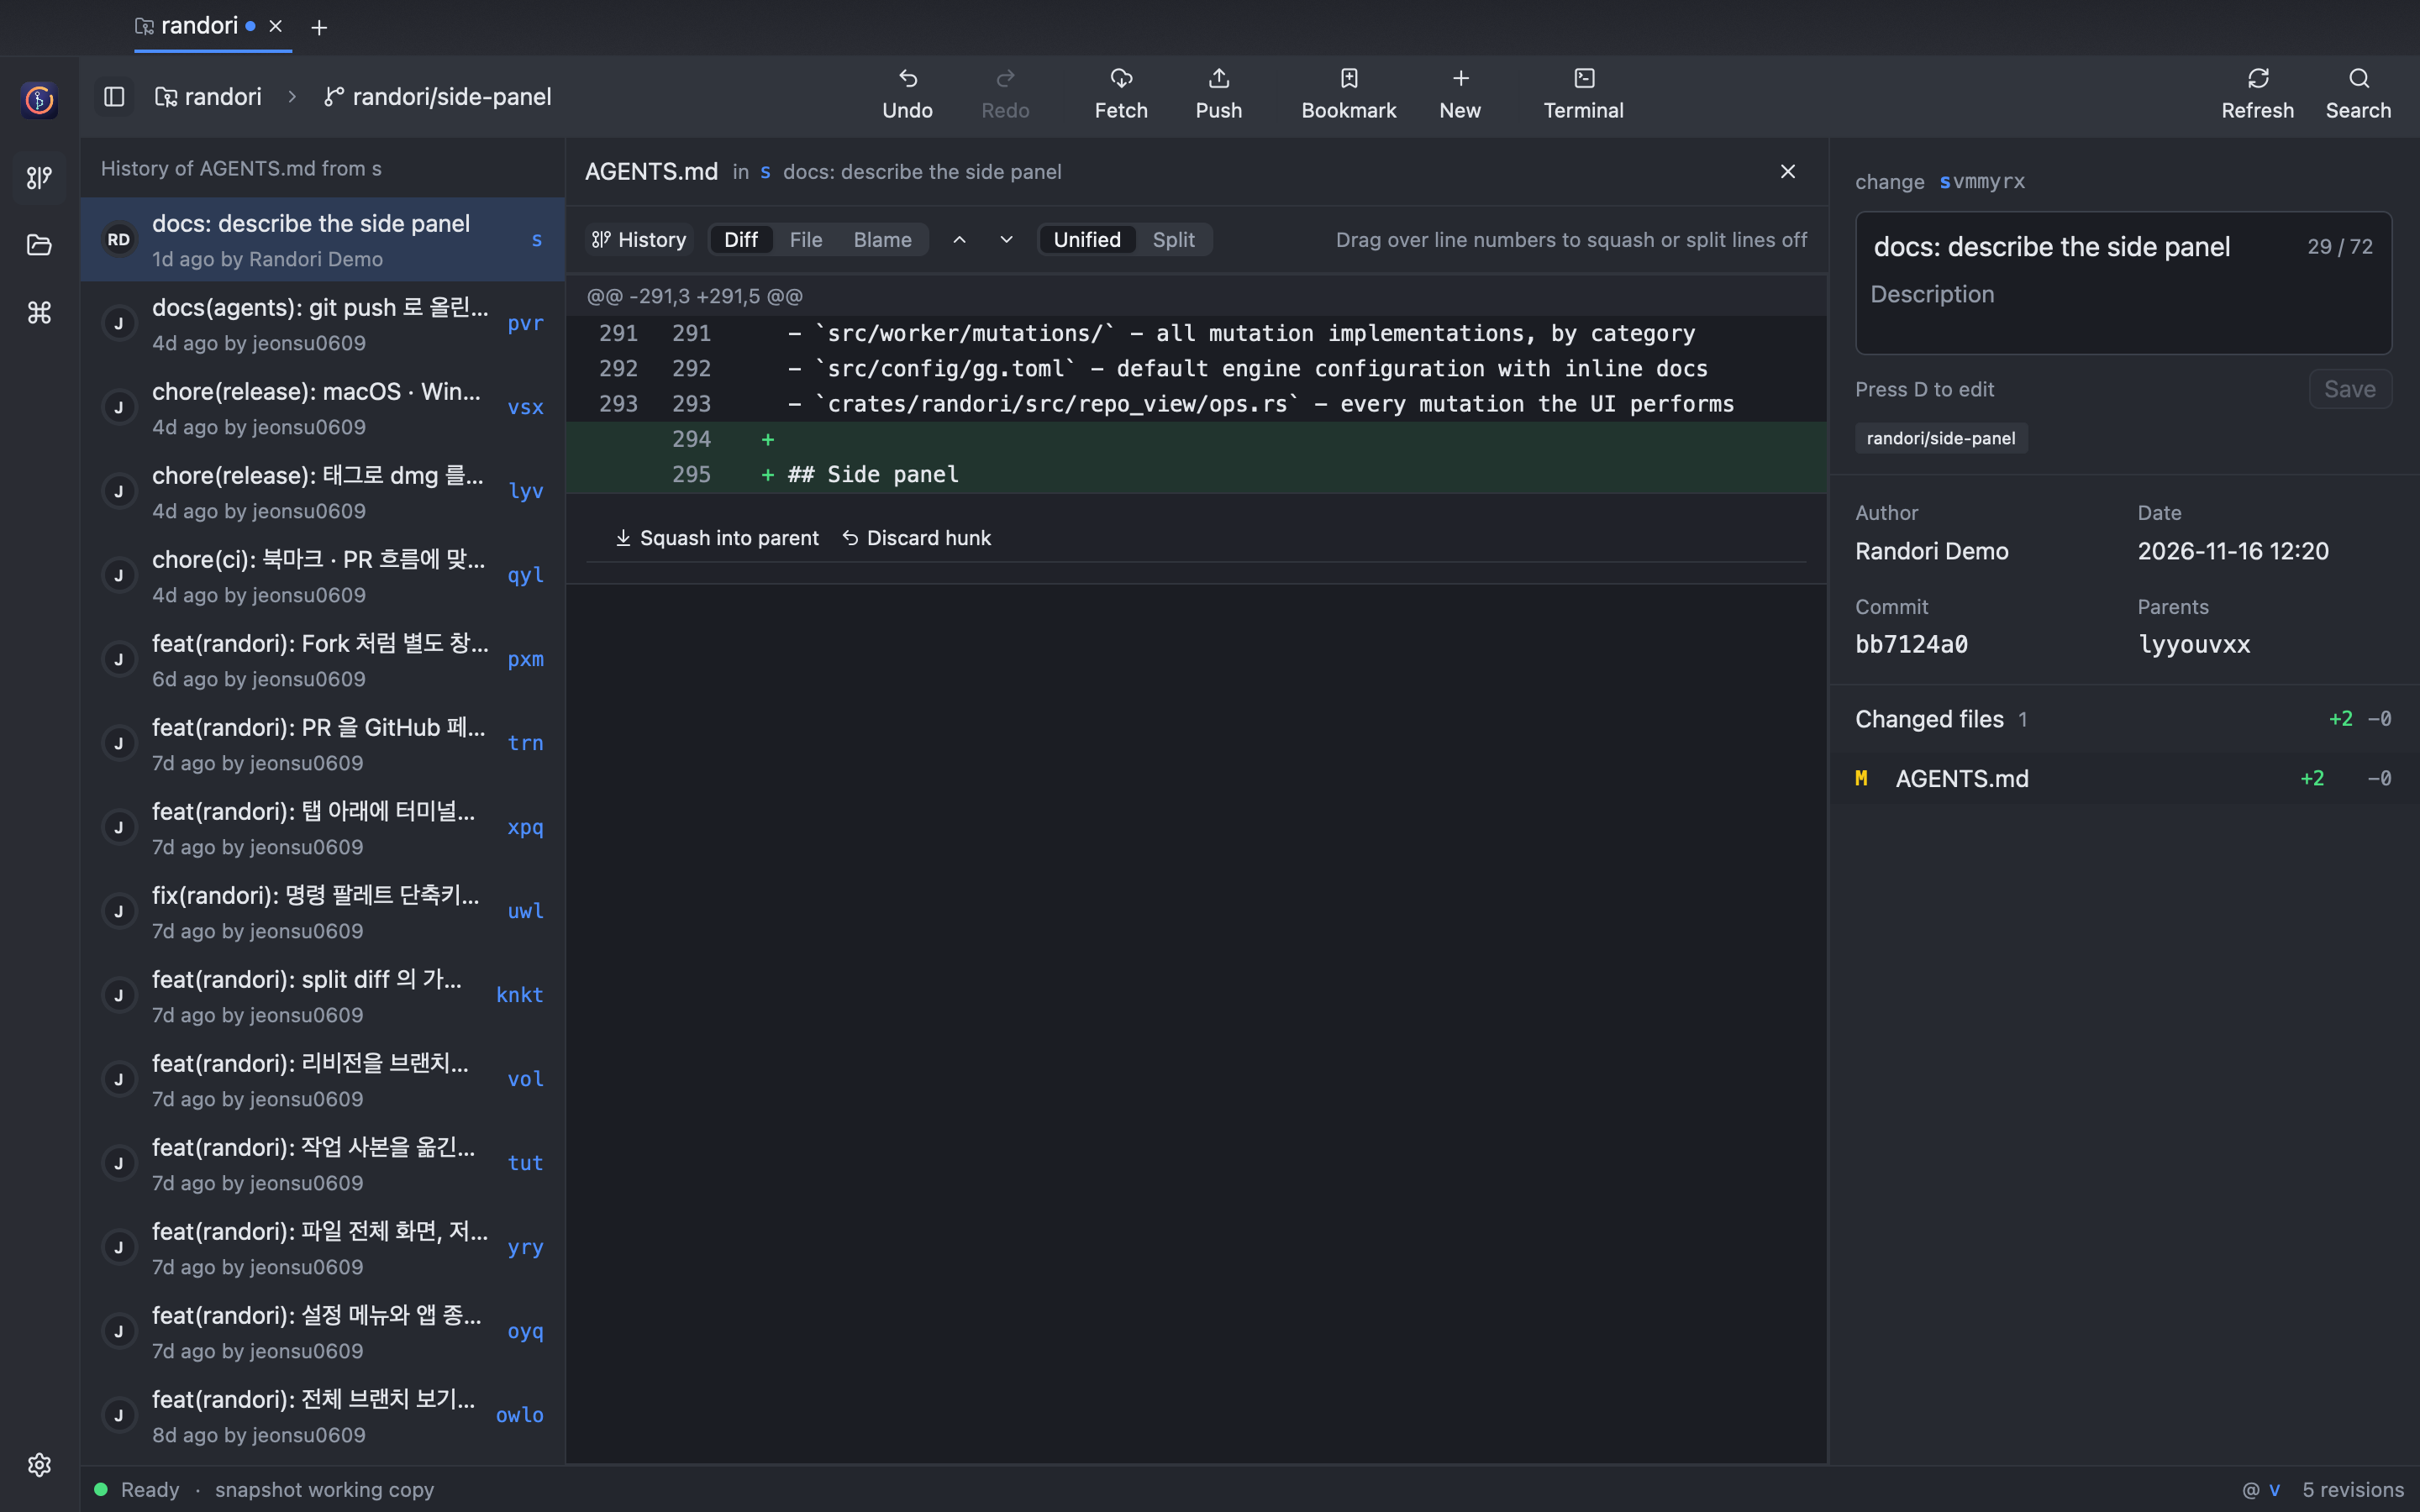 randori
randori
randori/side-panel
Undo
Redo
Fetch
Push
Bookmark
New
Terminal
Refresh
Search
History of AGENTS.md from s
RD
docs: describe the side panel
1d ago by Randori Demo
s
J
docs(agents): git push 로 올린...
4d ago by jeonsu0609
pvr
J
chore(release): macOS · Win...
4d ago by jeonsu0609
vsx
J
chore(release): 태그로 dmg 를...
4d ago by jeonsu0609
lyv
J
chore(ci): 북마크 · PR 흐름에 맞...
4d ago by jeonsu0609
qyl
J
feat(randori): Fork 처럼 별도 창...
6d ago by jeonsu0609
pxm
J
feat(randori): PR 을 GitHub 페...
7d ago by jeonsu0609
trn
J
feat(randori): 탭 아래에 터미널...
7d ago by jeonsu0609
xpq
J
fix(randori): 명령 팔레트 단축키...
7d ago by jeonsu0609
uwl
J
feat(randori): split diff 의 가...
7d ago by jeonsu0609
knkt
J
feat(randori): 리비전을 브랜치...
7d ago by jeonsu0609
vol
J
feat(randori): 작업 사본을 옮긴...
7d ago by jeonsu0609
tut
J
feat(randori): 파일 전체 화면, 저...
7d ago by jeonsu0609
yry
J
feat(randori): 설정 메뉴와 앱 종...
7d ago by jeonsu0609
oyq
J
feat(randori): 전체 브랜치 보기...
8d ago by jeonsu0609
owlo
AGENTS.md in s docs: describe the side panel
History Diff File Blame Unified Split Drag over line numbers to squash or split lines off
@@ -291,3 +291,5 @@
291 291 - `src/worker/mutations/` - all mutation implementations, by category
292 292 - `src/config/gg.toml` - default engine configuration with inline docs
293 293 - `crates/randori/src/repo_view/ops.rs` - every mutation the UI performs
294 +
295 + ## Side panel
Squash into parent Discard hunk
change svmmyrx
docs: describe the side panel 29 / 72
Description
Press D to edit Save
randori/side-panel
Author Date
Randori Demo 2026-11-16 12:20
Commit Parents
bb7124a0 lyyouvxx
Changed files 1 +2 −0
M AGENTS.md +2 −0
Ready · snapshot working copy
@ v 5 revisions